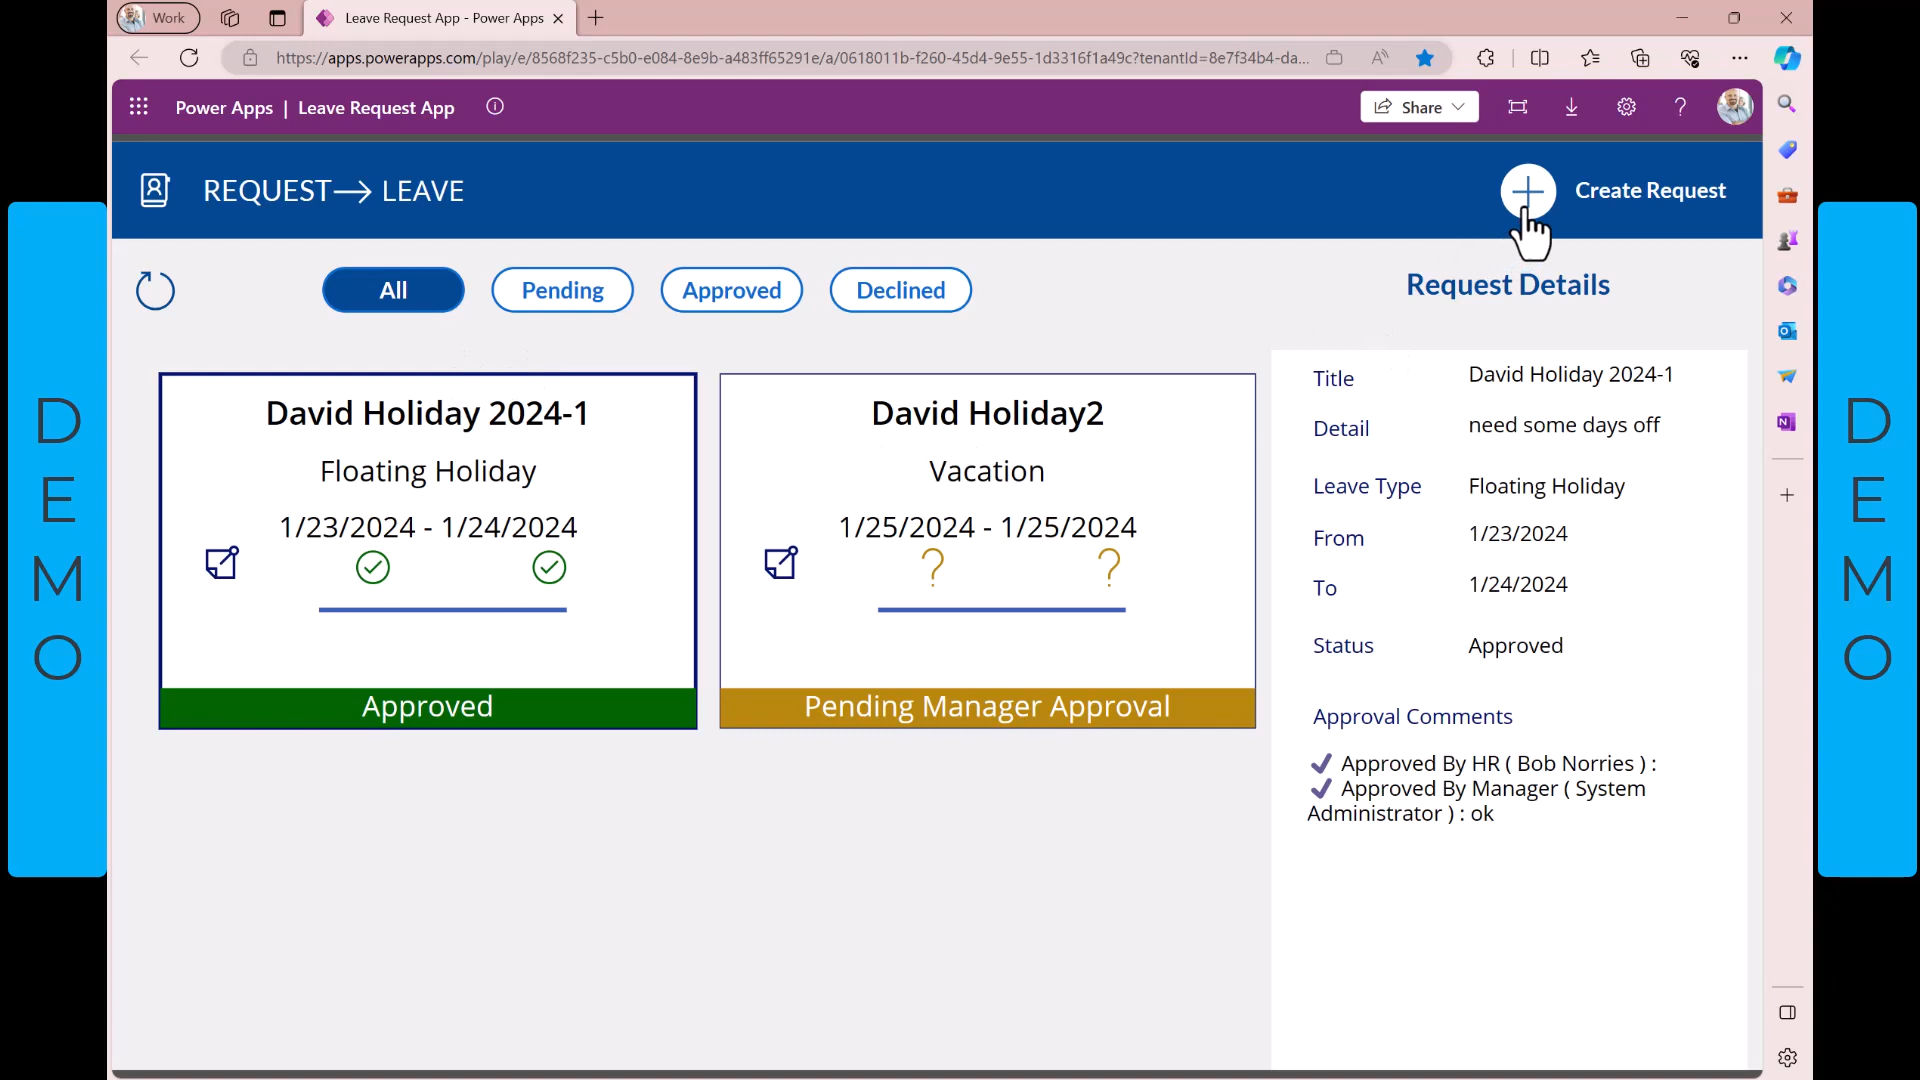 Work
Leave Request App - Power Apps
https://apps.powerapps.com/play/e/8568f235-c5b0-e084-8e9b-a483ff65291e/a/0618011b-f260-45d4-9e55-1d3316f1a49c?tenantId=8e7f34b4-da...
Power Apps | Leave Request App
Share
REQUEST→ LEAVE
Create Request
All
Pending
Approved
Declined
Request Details
David Holiday 2024-1
Floating Holiday
1/23/2024 - 1/24/2024
Approved
David Holiday2
Vacation
1/25/2024 - 1/25/2024
? ?
Pending Manager Approval
Title David Holiday 2024-1
Detail need some days off
Leave Type Floating Holiday
From 1/23/2024
To 1/24/2024
Status Approved
Approval Comments
✔ Approved By HR ( Bob Norries ) :
✔ Approved By Manager ( System
Administrator ) : ok
DEMO
DEMO